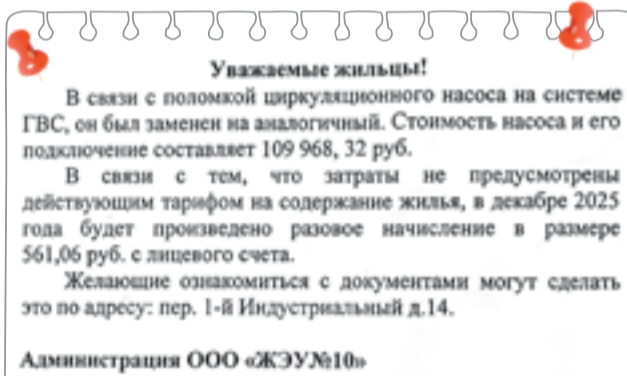 Уважаемые жильцы!
В связи с поломкой циркуляционного насоса на системе
ГВС, он был заменен на аналогичный. Стоимость насоса и его
подключение составляет 109 968, 32 руб.
В связи с тем, что затраты не предусмотрены
действующим тарифом на содержание жилья, в декабре 2025
года будет произведено разовое начисление в размере
561,06 руб. с лицевого счета.
Желающие ознакомиться с документами могут сделать
это по адресу: пер. 1-й Индустриальный д.14.
Администрация ООО «ЖЭУ№10»